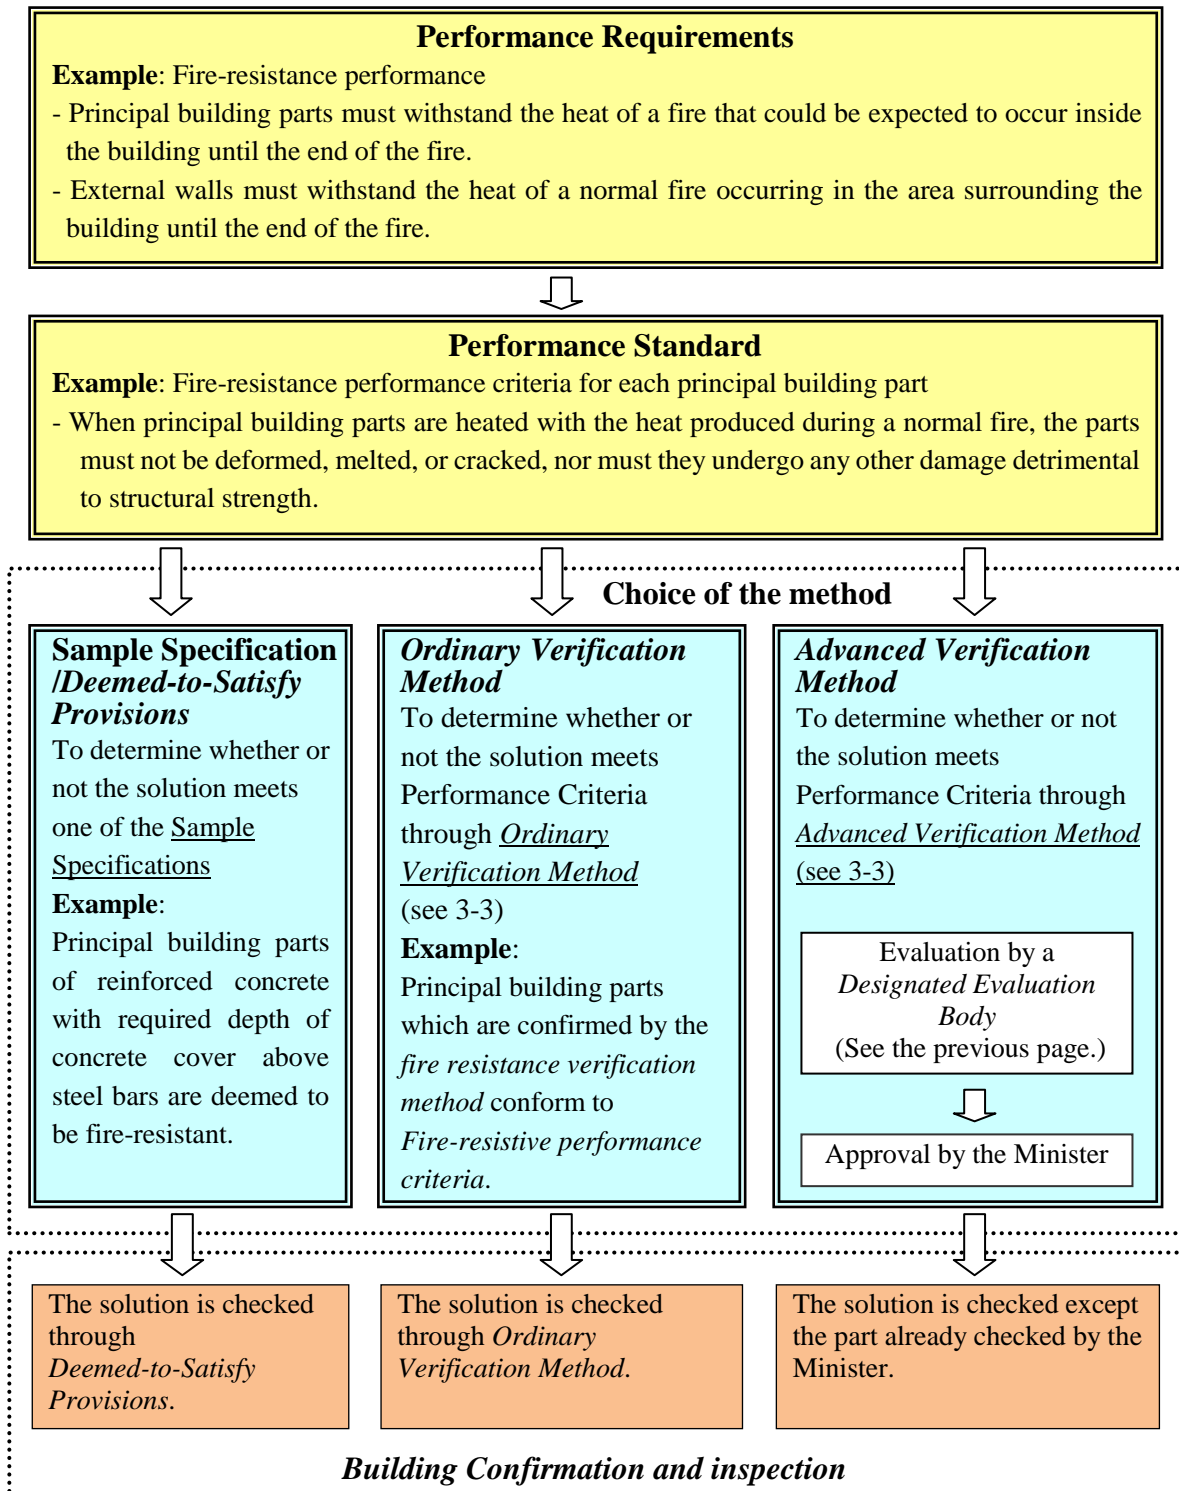 Performance Requirements
Example: Fire-resistance performance
- Principal building parts must withstand the heat of a fire that could be expected to occur inside
the building until the end of the fire.
- External walls must withstand the heat of a normal fire occurring in the area surrounding the
building until the end of the fire.
Performance Standard
Example: Fire-resistance performance criteria for each principal building part
- When principal building parts are heated with the heat produced during a normal fire, the parts
must not be deformed, melted, or cracked, nor must they undergo any other damage detrimental
to structural strength.
Choice of the method
Sample Specification
/Deemed-to-Satisfy
Provisions
To determine whether or
not the solution meets
one of the Sample
Specifications
Example:
Principal building parts
of reinforced concrete
with required depth of
concrete cover above
steel bars are deemed to
be fire-resistant.
Ordinary Verification
Method
To determine whether or
not the solution meets
Performance Criteria
through Ordinary
Verification Method
(see 3-3)
Example:
Principal building parts
which are confirmed by the
fire resistance verification
method conform to
Fire-resistive performance
criteria.
Advanced Verification
Method
To determine whether or not
the solution meets
Performance Criteria through
Advanced Verification Method
(see 3-3)
Evaluation by a
Designated Evaluation
Body
(See the previous page.)
Approval by the Minister
The solution is checked
through
Deemed-to-Satisfy
Provisions.
The solution is checked
through Ordinary
Verification Method.
The solution is checked except
the part already checked by the
Minister.
Building Confirmation and inspection